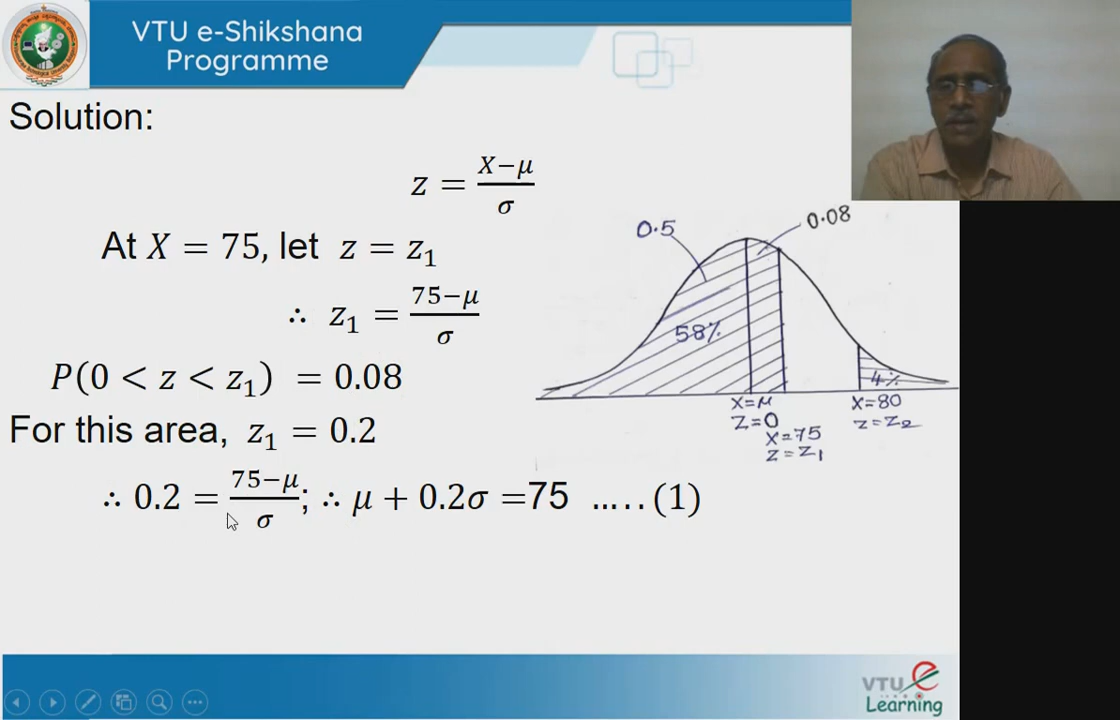 VTU e-Shikshana
Programme
Solution:
z = (X−μ)/σ
At X = 75, let z = z₁
∴ z₁ = (75−μ)/σ
P(0 < z < z₁) = 0.08
For this area, z₁ = 0.2
∴ 0.2 = (75−μ)/σ; ∴ μ + 0.2σ =75 .....(1)
0.5
0.08
58%
4%
X=μ
Z=0
X=75
Z=Z₁
X=80
Z=Z₂
VTU e
Learning